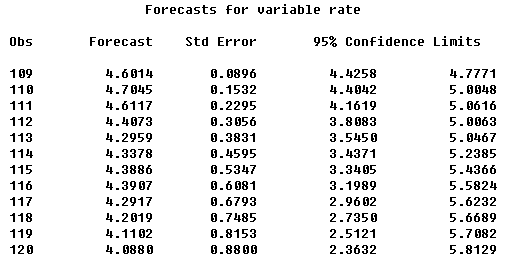 Forecasts for variable rate
Obs Forecast Std Error 95% Confidence Limits
109 4.6014 0.0896 4.4258 4.7771
110 4.7045 0.1532 4.4042 5.0048
111 4.6117 0.2295 4.1619 5.0616
112 4.4073 0.3056 3.8083 5.0063
113 4.2959 0.3831 3.5450 5.0467
114 4.3378 0.4595 3.4371 5.2385
115 4.3886 0.5347 3.3405 5.4366
116 4.3907 0.6081 3.1989 5.5824
117 4.2917 0.6793 2.9602 5.6232
118 4.2019 0.7485 2.7350 5.6689
119 4.1102 0.8153 2.5121 5.7082
120 4.0880 0.8800 2.3632 5.8129